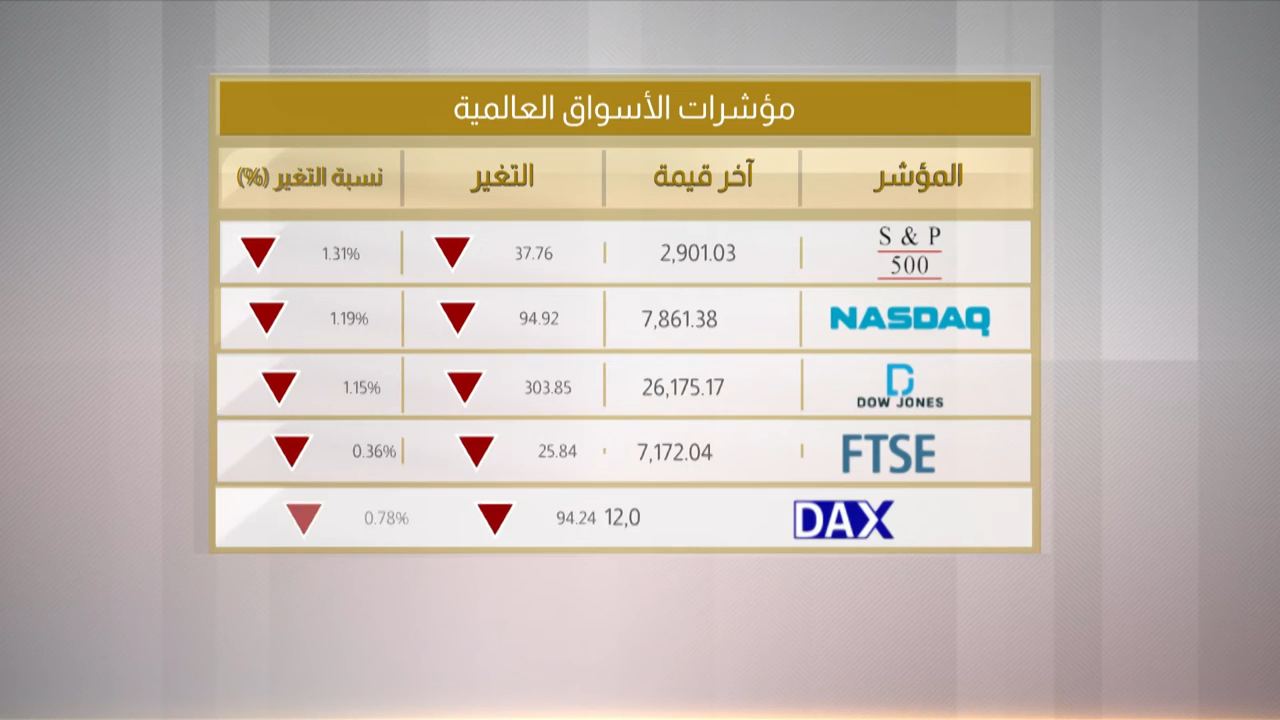 مؤشرات الأسواق العالمية
المؤشر آخر قيمة التغير نسبة التغير (%)
S & P 500 2,901.03 37.76 1.31%
NASDAQ 7,861.38 94.92 1.19%
DOW JONES 26,175.17 303.85 1.15%
FTSE 7,172.04 25.84 0.36%
DAX 12,0 94.24 0.78%